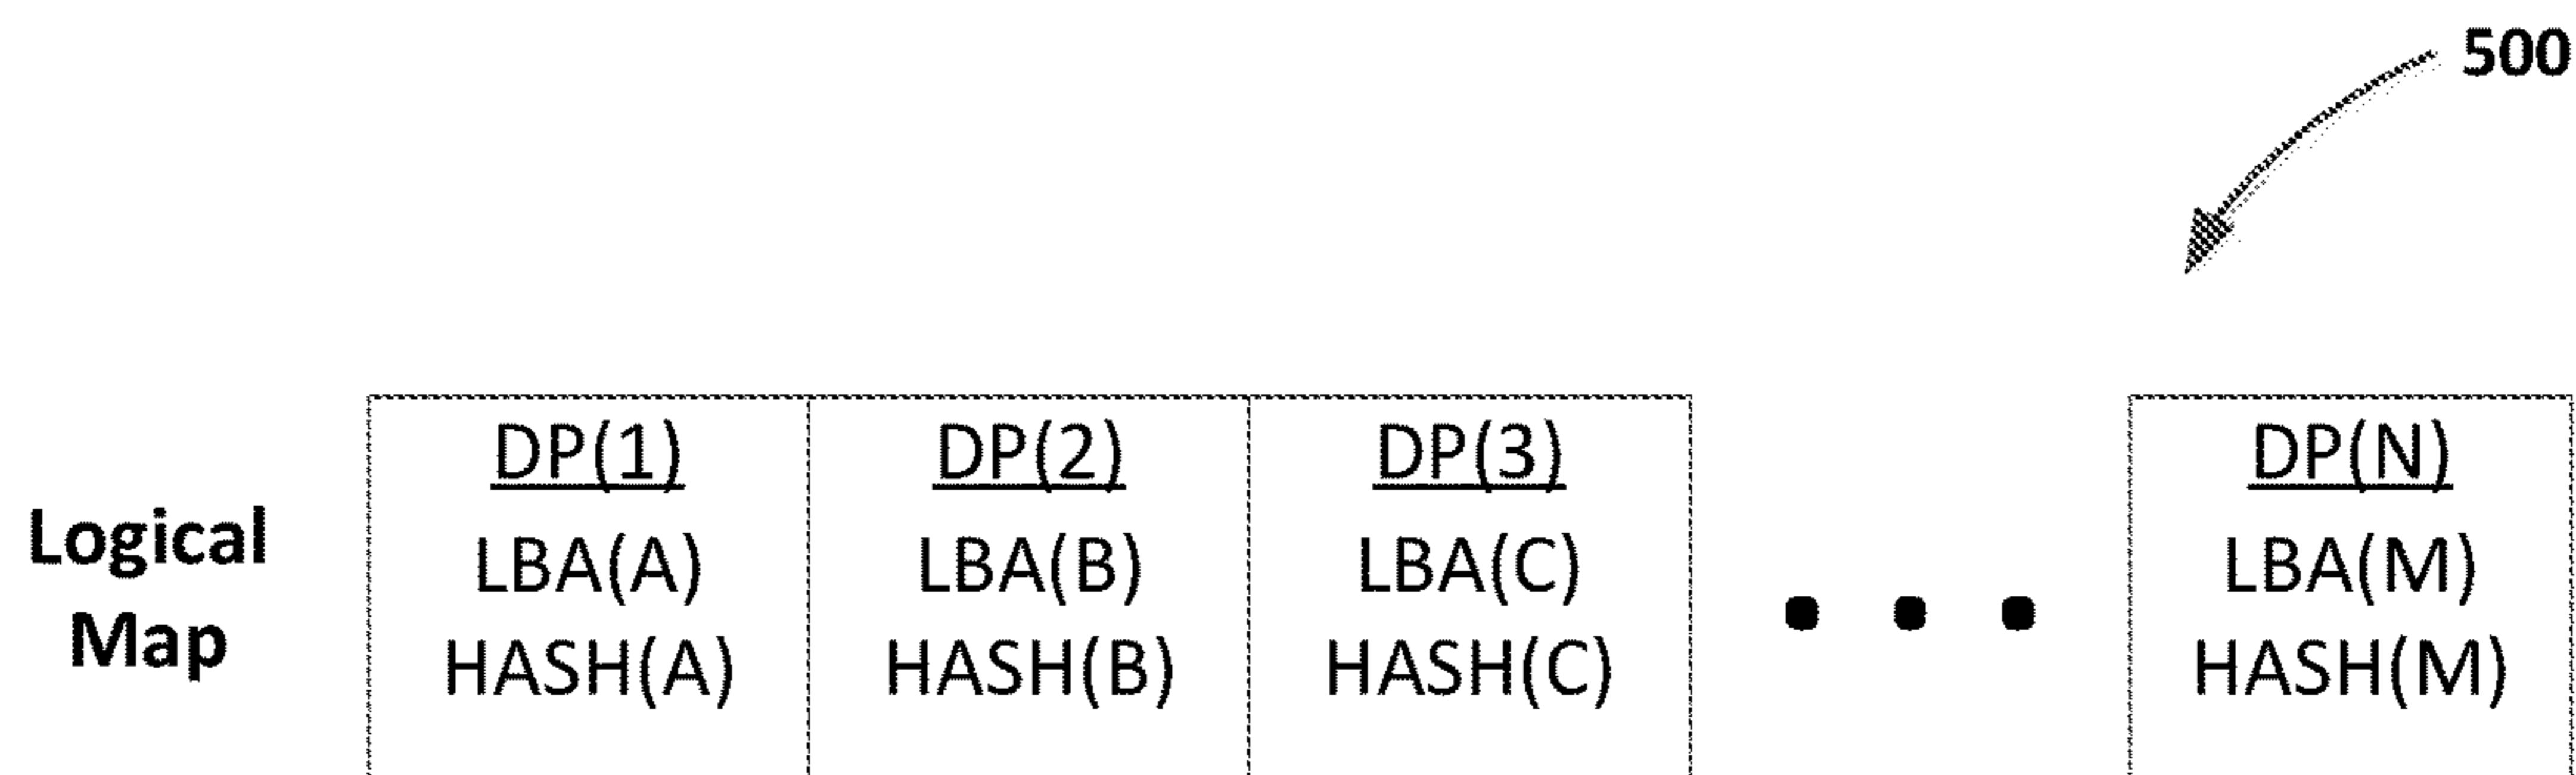 500
Logical
Map
DP(1)
LBA(A)
HASH(A)
DP(2)
LBA(B)
HASH(B)
DP(3)
LBA(C)
HASH(C)
• • •
DP(N)
LBA(M)
HASH(M)